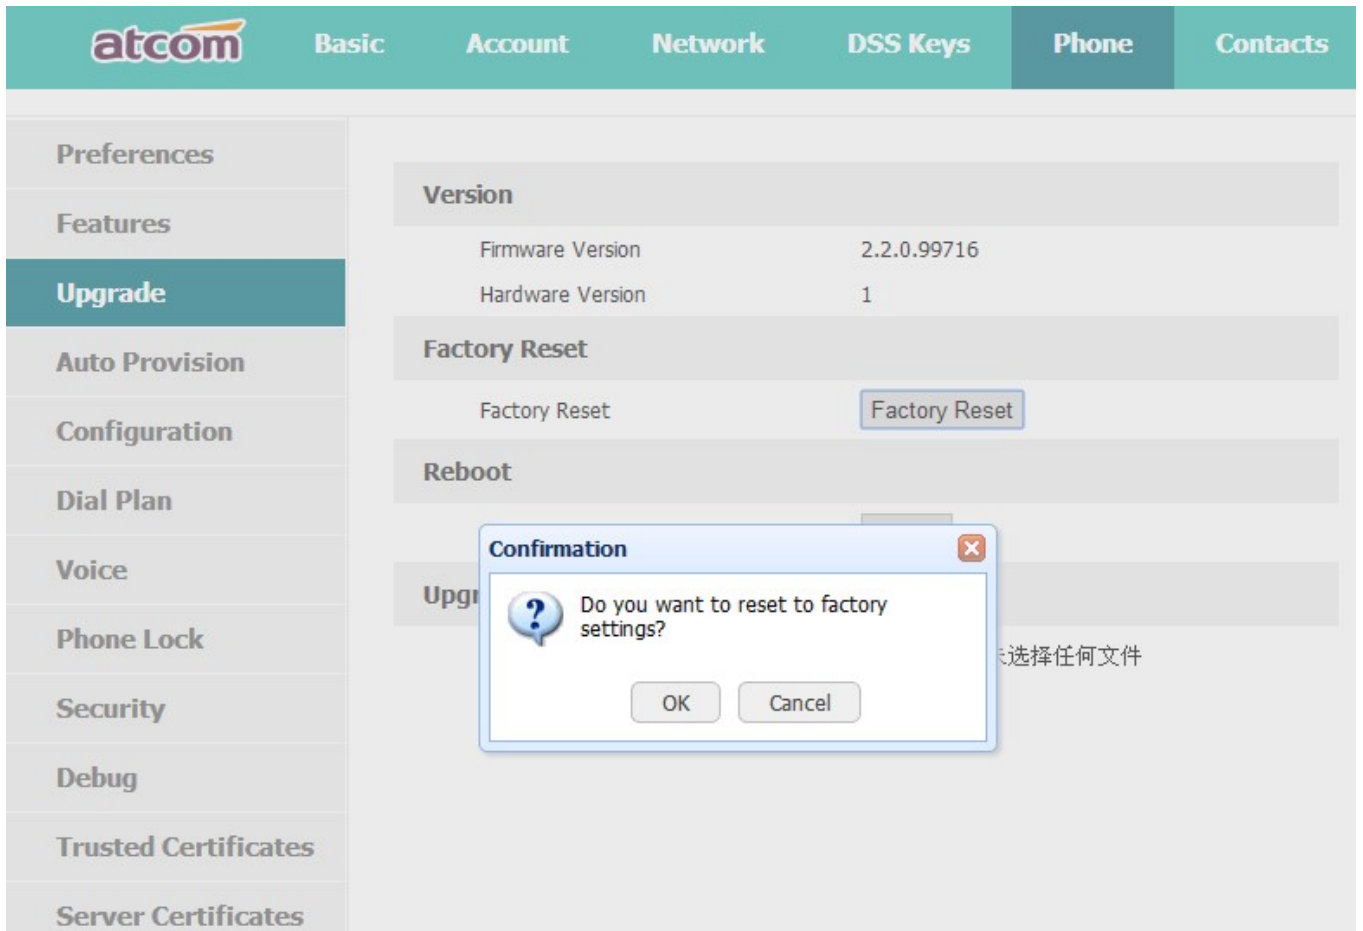 atcom Basic Account Network DSS Keys Phone Contacts
Preferences
Features
Upgrade
Auto Provision
Configuration
Dial Plan
Voice
Phone Lock
Security
Debug
Trusted Certificates
Server Certificates
Version
Firmware Version 2.2.0.99716
Hardware Version 1
Factory Reset
Factory Reset Factory Reset
Reboot
Confirmation
Do you want to reset to factory
settings?
OK Cancel
选择任何文件